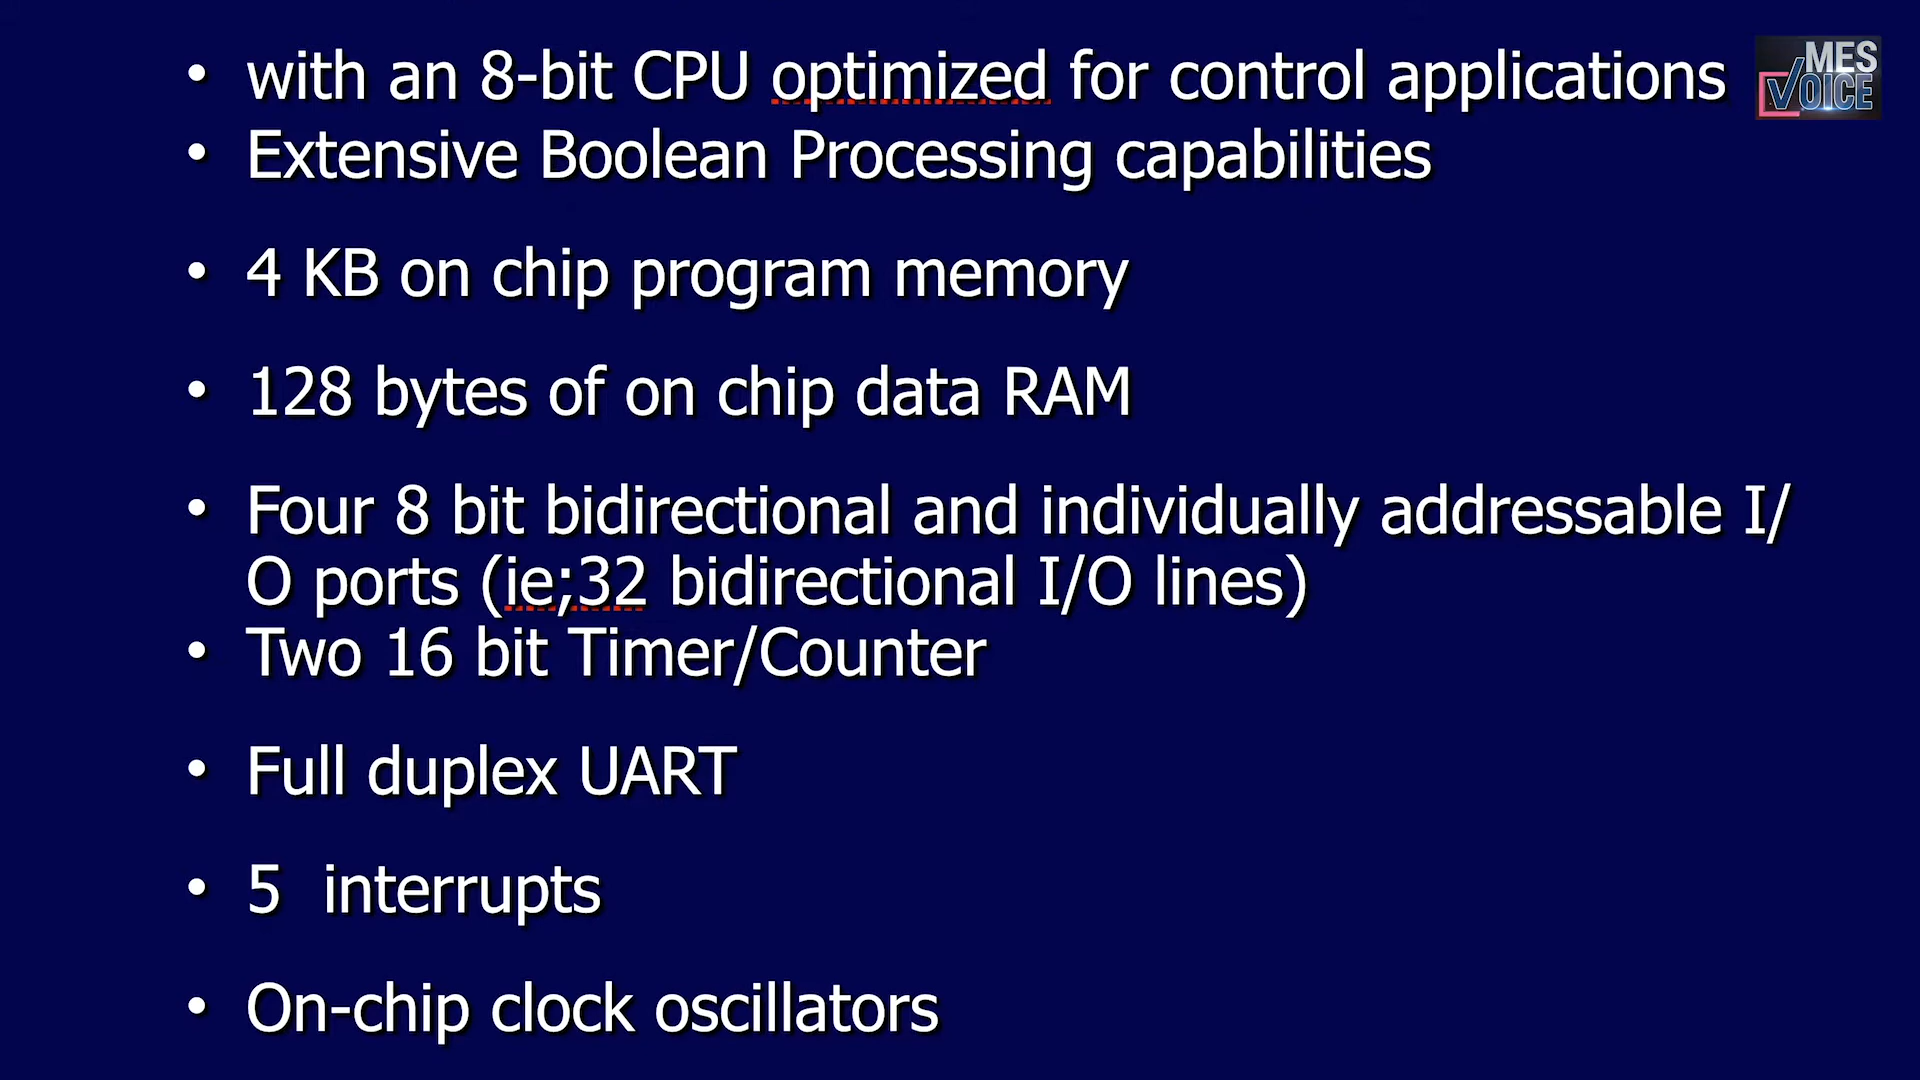 • with an 8-bit CPU optimized for control applications
MES
VOICE
• Extensive Boolean Processing capabilities
• 4 KB on chip program memory
• 128 bytes of on chip data RAM
• Four 8 bit bidirectional and individually addressable I/
O ports (ie;32 bidirectional I/O lines)
• Two 16 bit Timer/Counter
• Full duplex UART
• 5  interrupts
• On-chip clock oscillators